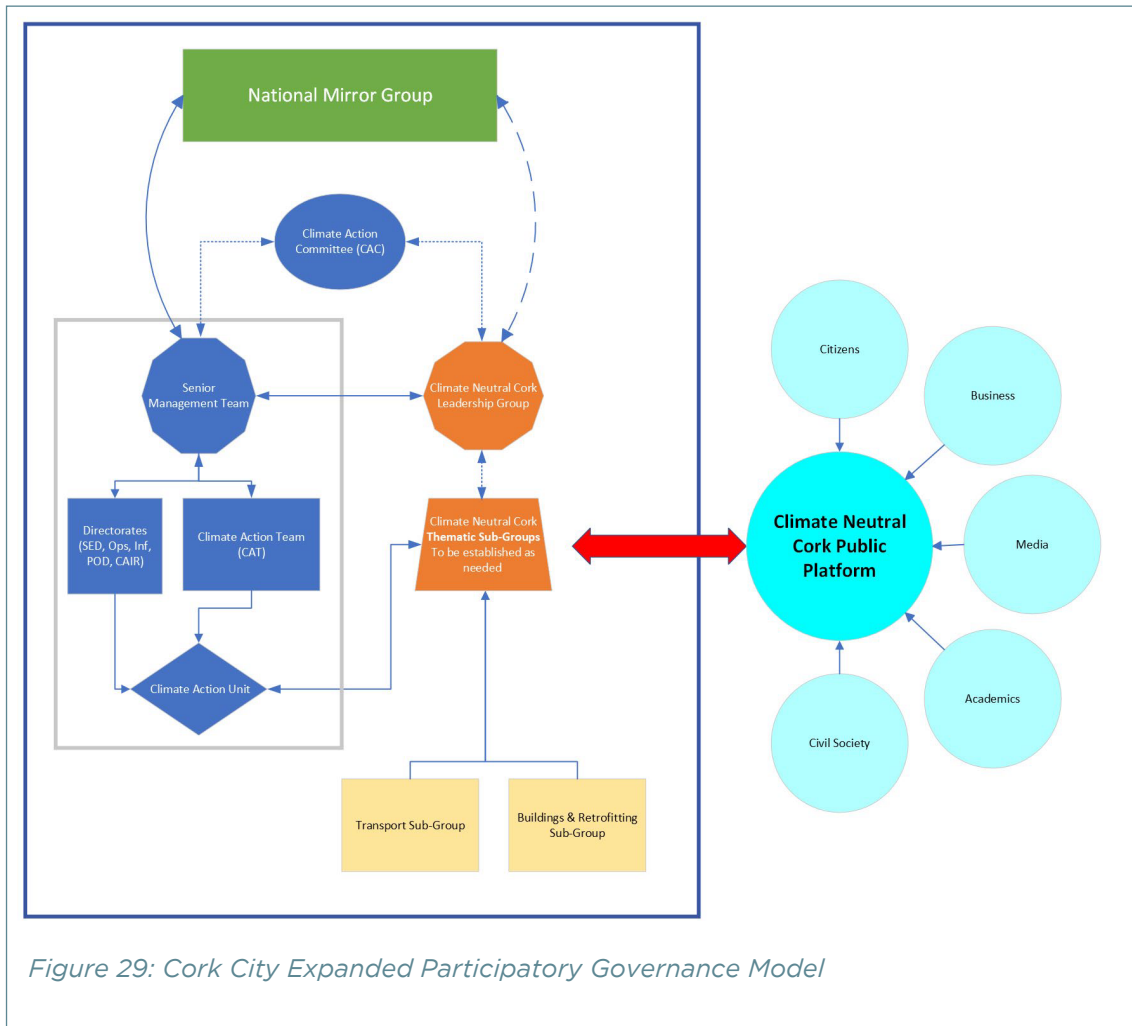 National Mirror Group
Climate Action
Committee (CAC)
Senior
Management Team
Climate Neutral Cork
Leadership Group
Directorates
(SED, Ops, Inf,
POD, CAIR)
Climate Action Team
(CAT)
Climate Neutral Cork
Thematic Sub-Groups
To be established as
needed
Climate Action Unit
Transport Sub-Group
Buildings & Retrofitting
Sub-Group
Citizens
Business
Climate Neutral
Cork Public
Platform
Media
Academics
Civil Society
Figure 29: Cork City Expanded Participatory Governance Model